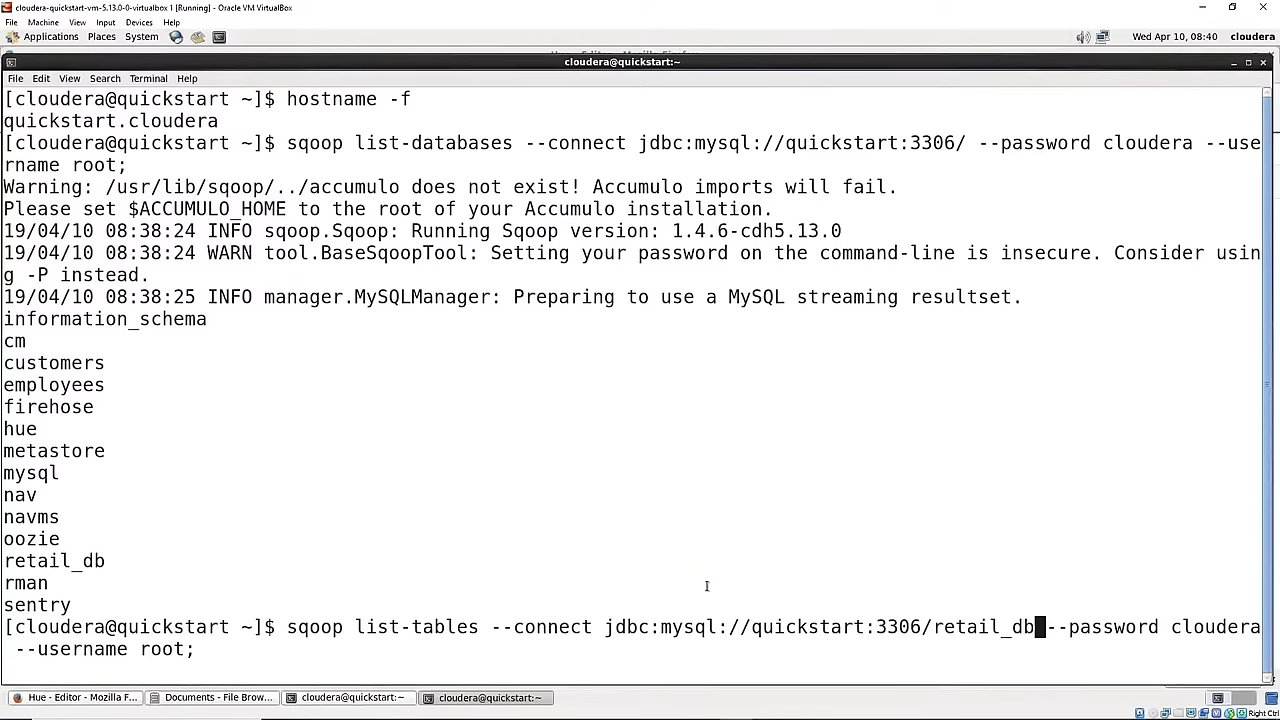 cloudera-quickstart-vm-5.13.0-0-virtualbox 1 [Running] - Oracle VM VirtualBox
File Machine View Input Devices Help
Applications Places System Wed Apr 10, 08:40 cloudera
cloudera@quickstart:~
File Edit View Search Terminal Help
[cloudera@quickstart ~]$ hostname -f
quickstart.cloudera
[cloudera@quickstart ~]$ sqoop list-databases --connect jdbc:mysql://quickstart:3306/ --password cloudera --use
rname root;
Warning: /usr/lib/sqoop/../accumulo does not exist! Accumulo imports will fail.
Please set $ACCUMULO_HOME to the root of your Accumulo installation.
19/04/10 08:38:24 INFO sqoop.Sqoop: Running Sqoop version: 1.4.6-cdh5.13.0
19/04/10 08:38:24 WARN tool.BaseSqoopTool: Setting your password on the command-line is insecure. Consider usin
g -P instead.
19/04/10 08:38:25 INFO manager.MySQLManager: Preparing to use a MySQL streaming resultset.
information_schema
cm
customers
employees
firehose
hue
metastore
mysql
nav
navms
oozie
retail_db
rman
sentry
[cloudera@quickstart ~]$ sqoop list-tables --connect jdbc:mysql://quickstart:3306/retail_db --password cloudera
--username root;
Hue - Editor - Mozilla F... Documents - File Brow... cloudera@quickstart:~ cloudera@quickstart:~
Right Ctrl